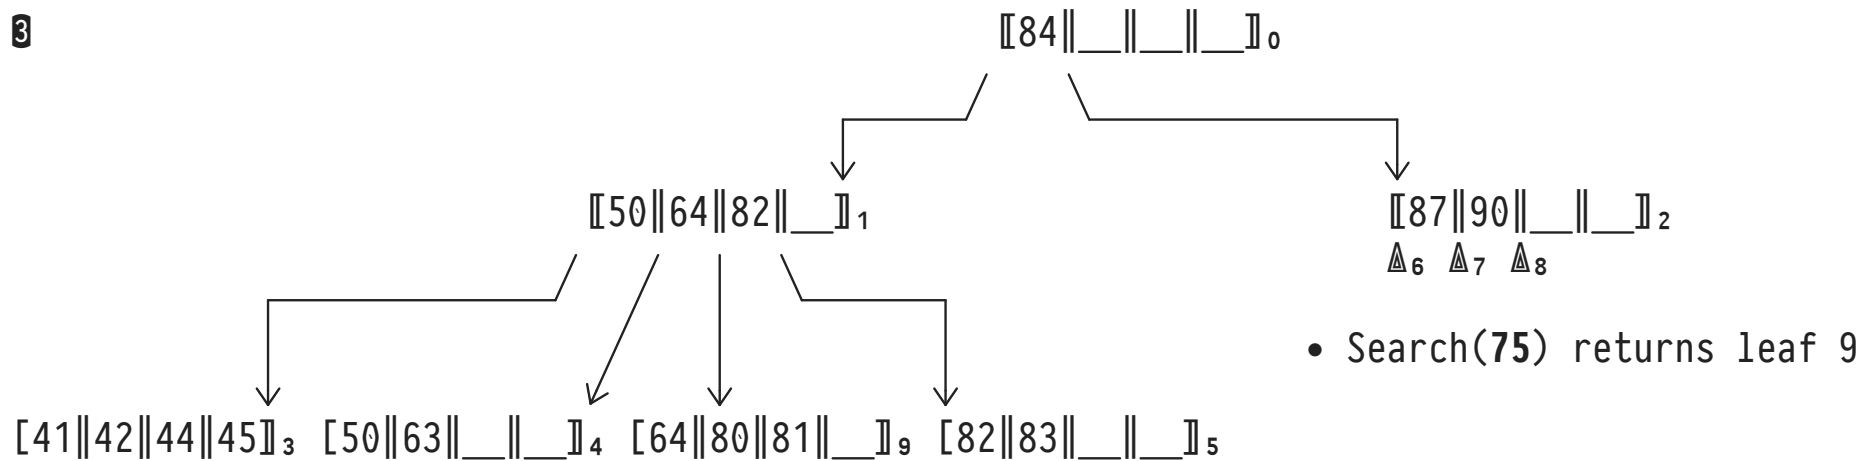 3
⟦84‖__‖__‖__⟧₀
⟦50‖64‖82‖__⟧₁
⟦87‖90‖__‖__⟧₂
◬₆ ◬₇ ◬₈
• Search(75) returns leaf 9
[41‖42‖44‖45⟧₃ [50‖63‖__‖__⟧₄ [64‖80‖81‖__⟧₉ [82‖83‖__‖__⟧₅